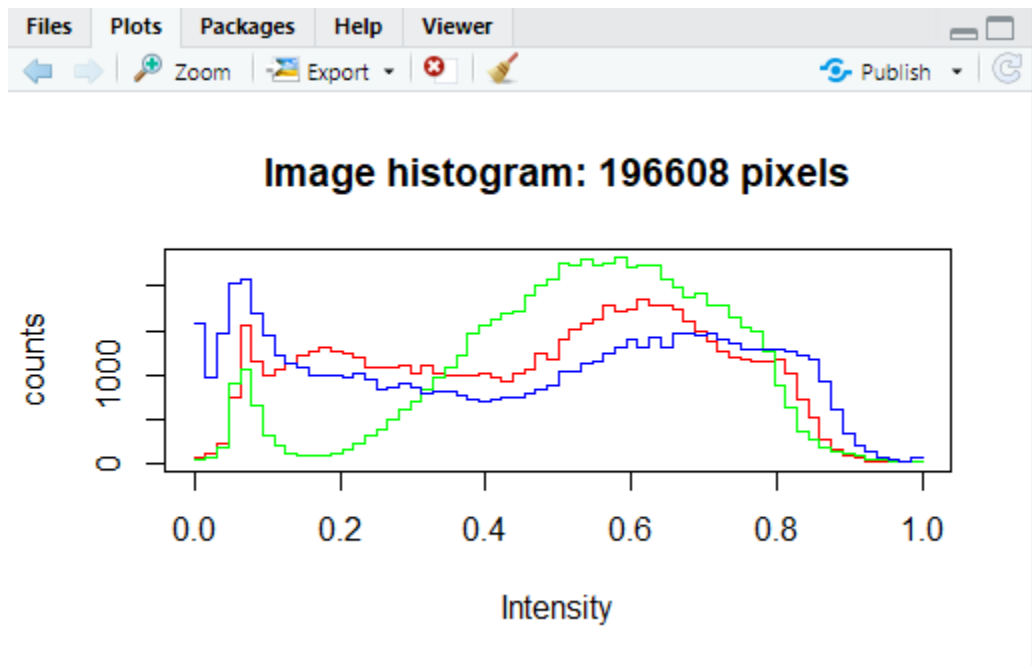 Files Plots Packages Help Viewer
Zoom Export Publish
Image histogram: 196608 pixels
counts
1000
0
0.0 0.2 0.4 0.6 0.8 1.0
Intensity